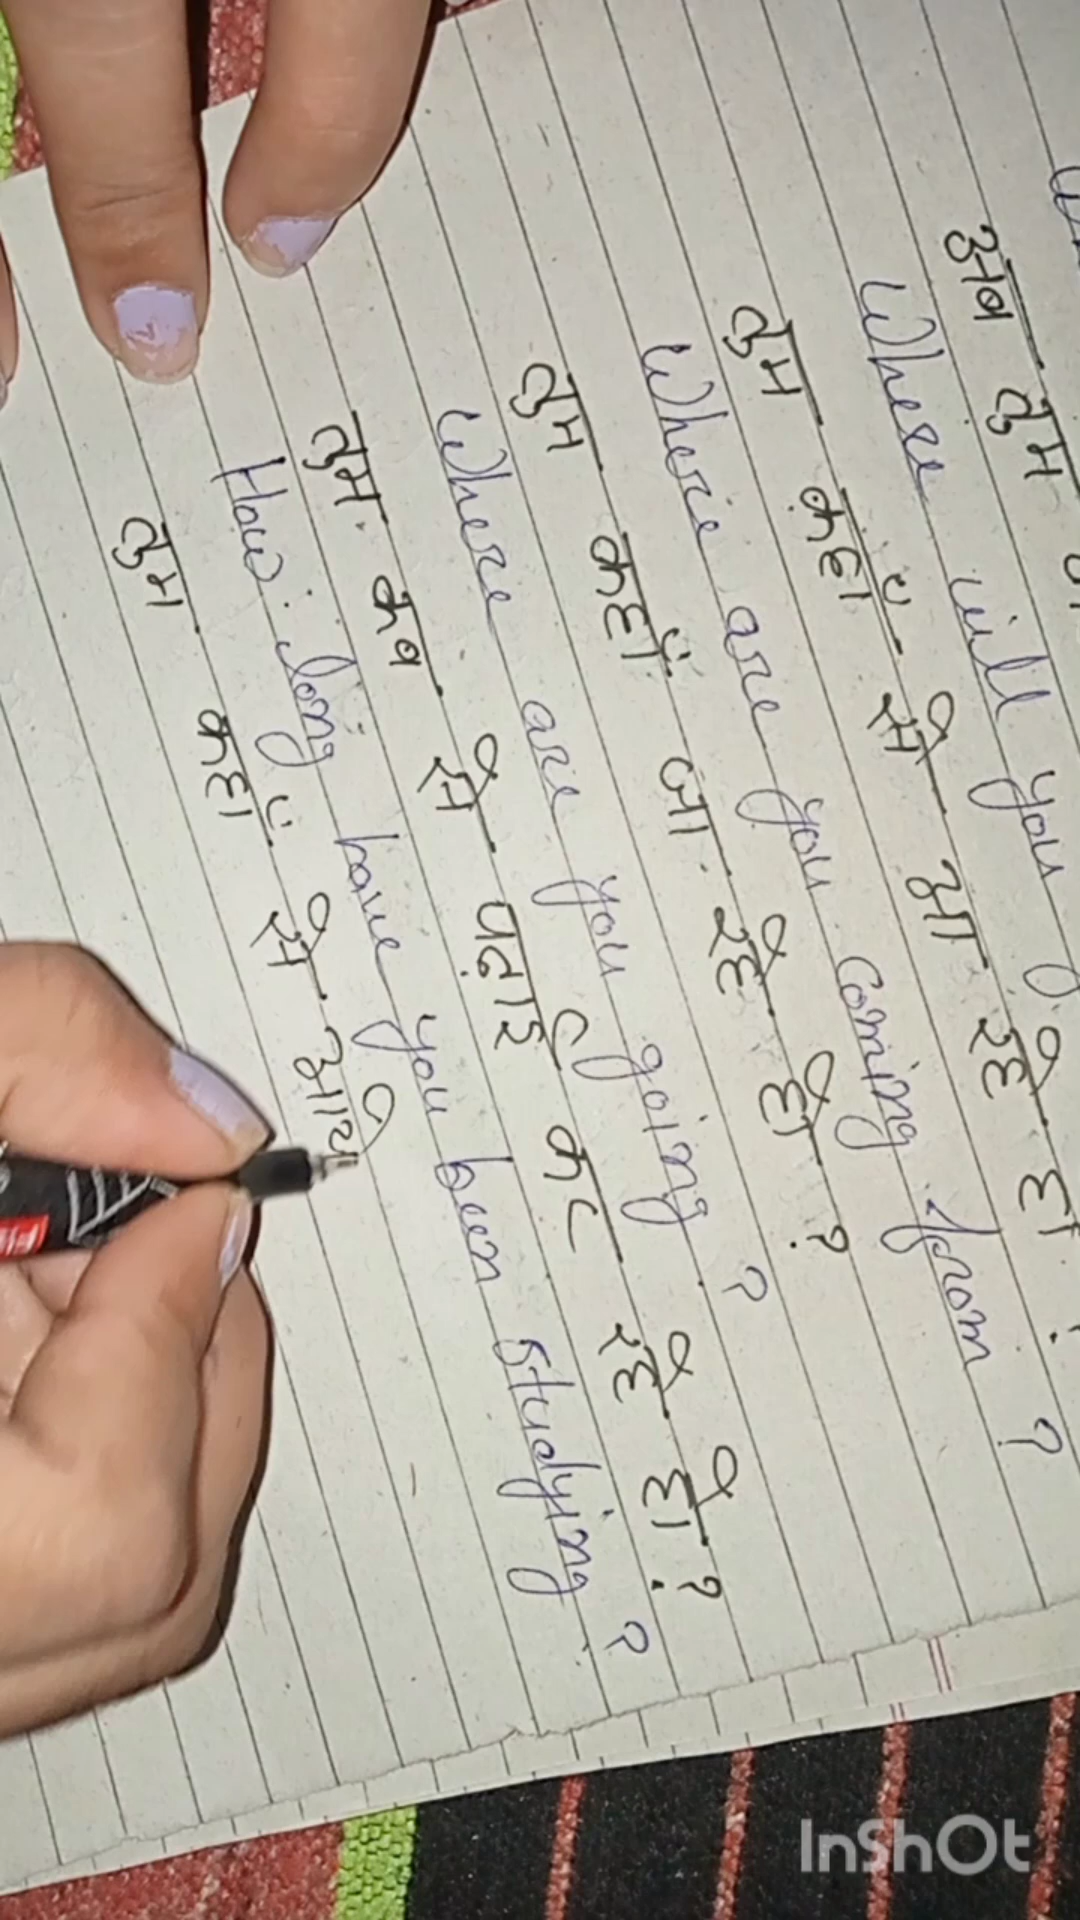 अब तुम
Where will you
तुम कहाँ से आ रहे हो
Where are you coming from ?
तुम कहाँ जा रहे हो ?
Where are you going ?
तुम कब से पढ़ाई कर रहे हो ?
How long have you been studying ?
तुम कहाँ से आये
InShOt